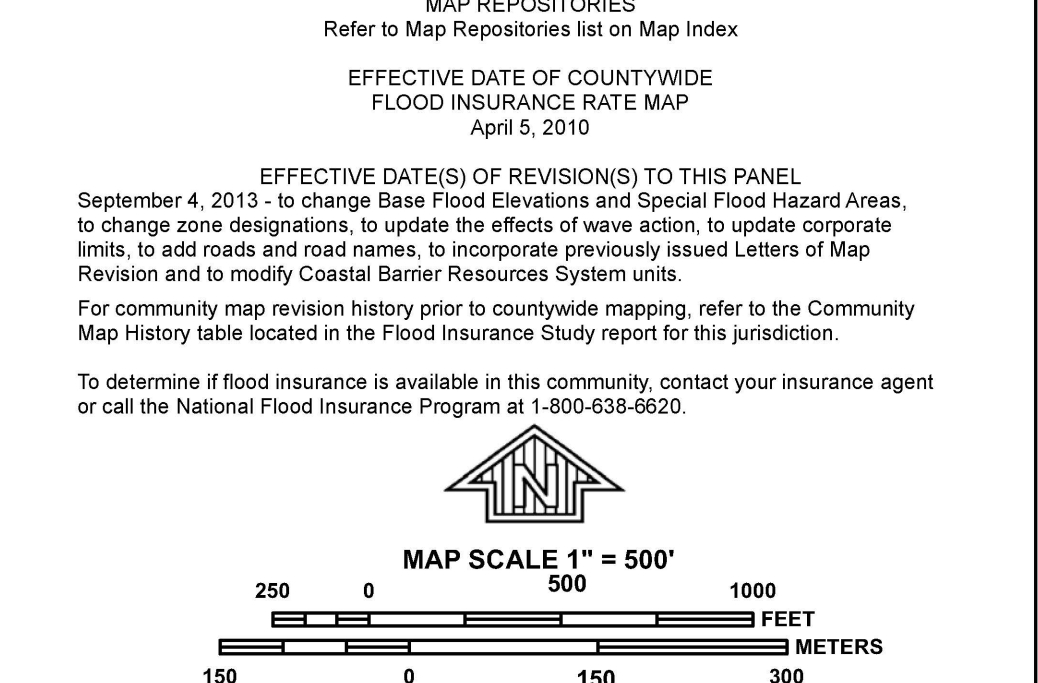 MAP REPOSITORIES
Refer to Map Repositories list on Map Index
EFFECTIVE DATE OF COUNTYWIDE
FLOOD INSURANCE RATE MAP
April 5, 2010
EFFECTIVE DATE(S) OF REVISION(S) TO THIS PANEL
September 4, 2013 - to change Base Flood Elevations and Special Flood Hazard Areas,
to change zone designations, to update the effects of wave action, to update corporate
limits, to add roads and road names, to incorporate previously issued Letters of Map
Revision and to modify Coastal Barrier Resources System units.
For community map revision history prior to countywide mapping, refer to the Community
Map History table located in the Flood Insurance Study report for this jurisdiction.
To determine if flood insurance is available in this community, contact your insurance agent
or call the National Flood Insurance Program at 1-800-638-6620.
N
MAP SCALE 1" = 500'
250 0 500 1000
FEET
METERS
150 0 150 300